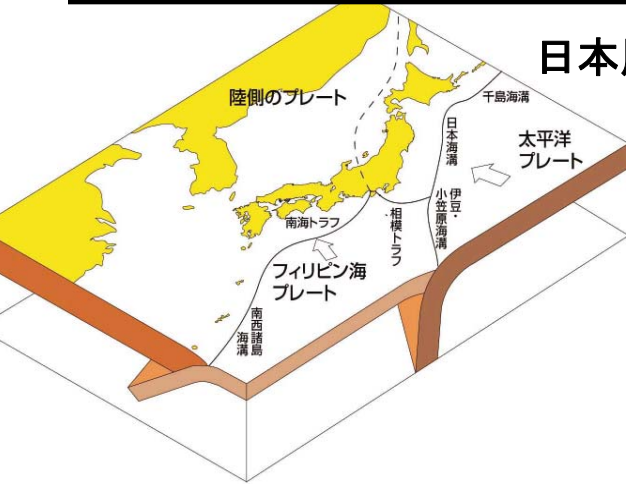 日本
陸側のプレート
千島海溝
日本海溝
太平洋
プレート
伊豆・
小笠原海溝
相模トラフ
南海トラフ
フィリピン海
プレート
南西諸島
海溝